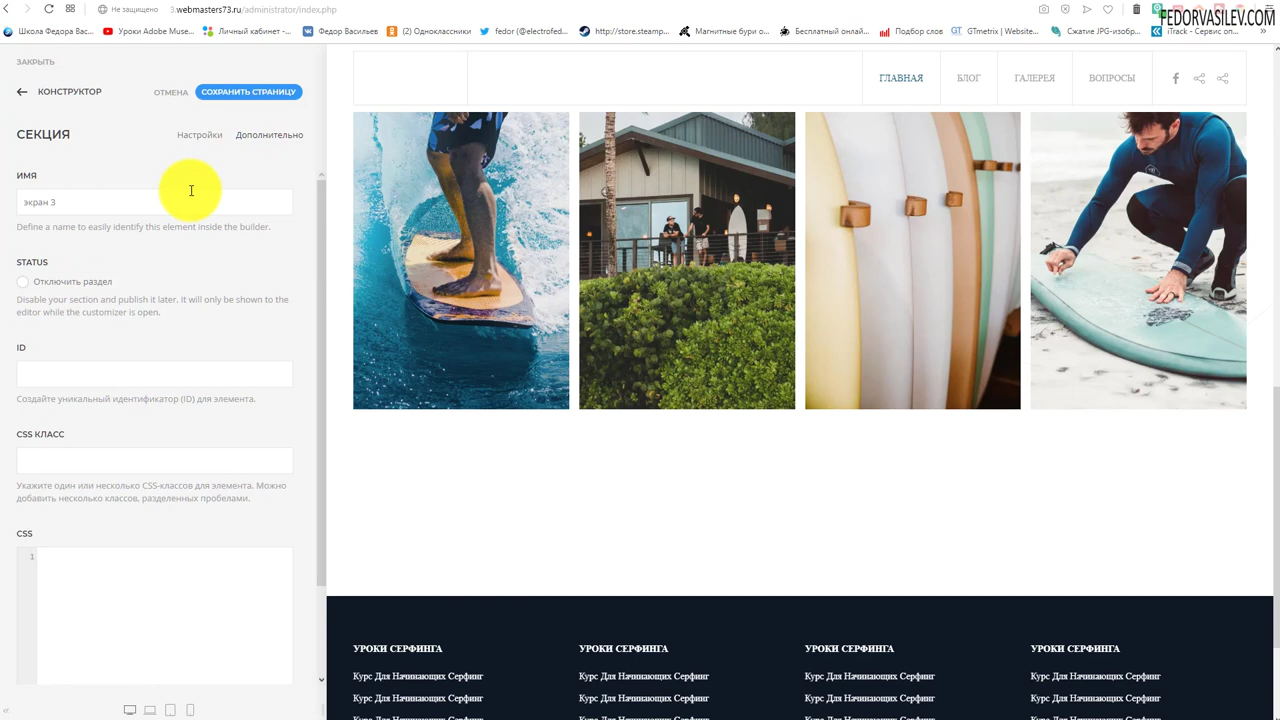 Не защищено
3.webmasters73.ru/administrator/index.php
FEDORVASILEV.COM
Школа Федора Вас...
Уроки Adobe Muse...
Личный кабинет -...
Федор Васильев
(2) Одноклассники
fedor (@electrofed...
http://store.steamp...
Магнитные бури о...
Бесплатный онлай...
Подбор слов
GTmetrix | Website...
Сжатие JPG-изобр...
iTrack - Сервис оп...
ЗАКРЫТЬ
КОНСТРУКТОР
ОТМЕНА
СОХРАНИТЬ СТРАНИЦУ
СЕКЦИЯ
Настройки
Дополнительно
ИМЯ
экран 3
Define a name to easily identify this element inside the builder.
STATUS
Отключить раздел
Disable your section and publish it later. It will only be shown to the
editor while the customizer is open.
ID
Создайте уникальный идентификатор (ID) для элемента.
CSS КЛАСС
Укажите один или несколько CSS-классов для элемента. Можно
добавить несколько классов, разделенных пробелами.
CSS
1
ГЛАВНАЯ
БЛОГ
ГАЛЕРЕЯ
ВОПРОСЫ
УРОКИ СЕРФИНГА
УРОКИ СЕРФИНГА
УРОКИ СЕРФИНГА
УРОКИ СЕРФИНГА
Курс Для Начинающих Серфинг
Курс Для Начинающих Серфинг
Курс Для Начинающих Серфинг
Курс Для Начинающих Серфинг
Курс Для Начинающих Серфинг
Курс Для Начинающих Серфинг
Курс Для Начинающих Серфинг
Курс Для Начинающих Серфинг